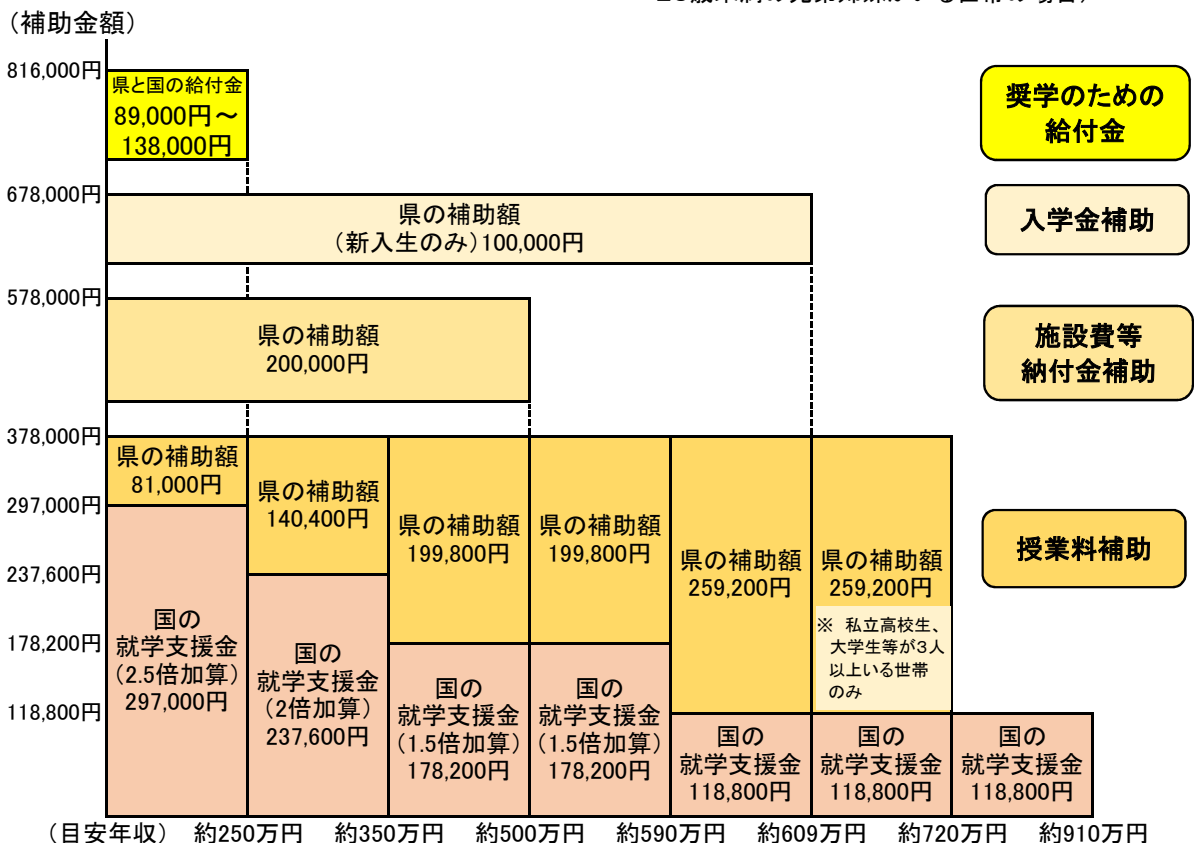 （補助金額）
816,000円
県と国の給付金
89,000円～
138,000円
奨学のための
給付金
678,000円
県の補助額
（新入生のみ）100,000円
入学金補助
578,000円
県の補助額
200,000円
施設費等
納付金補助
378,000円
県の補助額
81,000円
県の補助額
140,400円
県の補助額
199,800円
県の補助額
199,800円
県の補助額
259,200円
県の補助額
259,200円
※ 私立高校生、
大学生等が3人
以上いる世帯
のみ
授業料補助
297,000円
237,600円
178,200円
118,800円
国の
就学支援金
（2.5倍加算）
297,000円
国の
就学支援金
（2倍加算）
237,600円
国の
就学支援金
（1.5倍加算）
178,200円
国の
就学支援金
（1.5倍加算）
178,200円
国の
就学支援金
118,800円
国の
就学支援金
118,800円
国の
就学支援金
118,800円
（目安年収） 約250万円 約350万円 約500万円 約590万円 約609万円 約720万円 約910万円